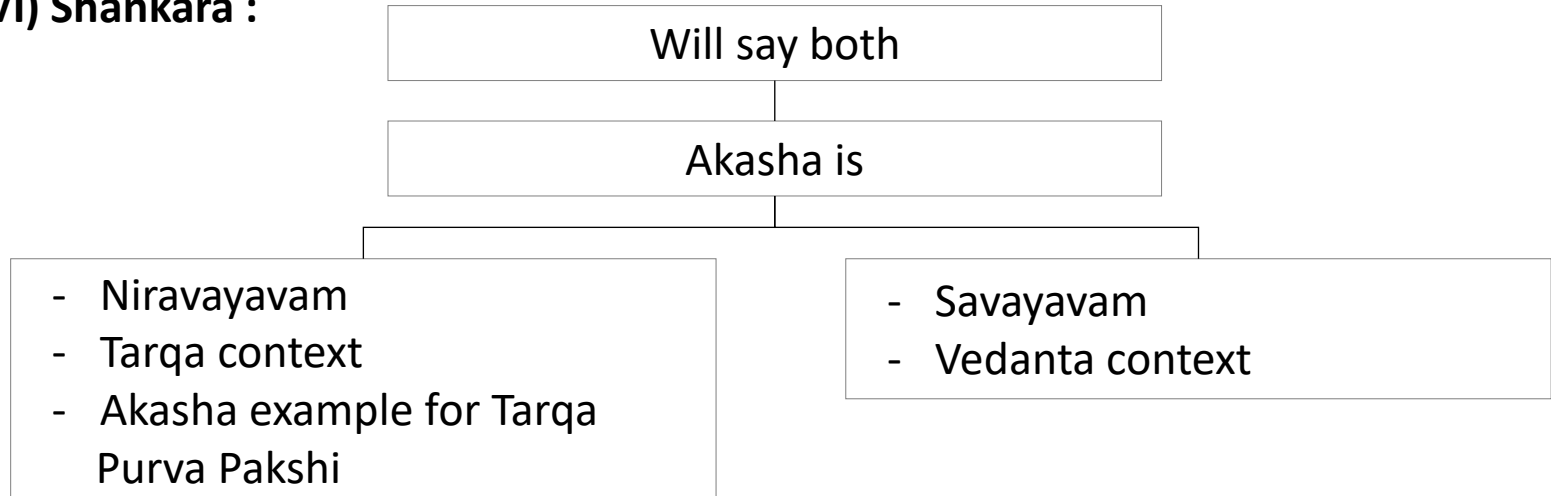 VI) Shankara :
Will say both
Akasha is
- Niravayavam
- Tarqa context
- Akasha example for Tarqa
Purva Pakshi
- Savayavam
- Vedanta context